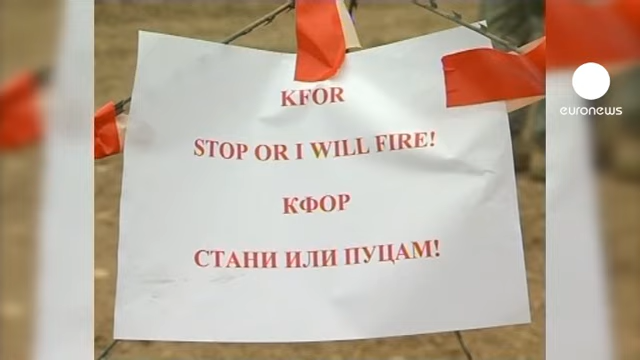 KFOR
STOP OR I WILL FIRE!
КФОР
СТАНИ ИЛИ ПУЦАМ!
euronews